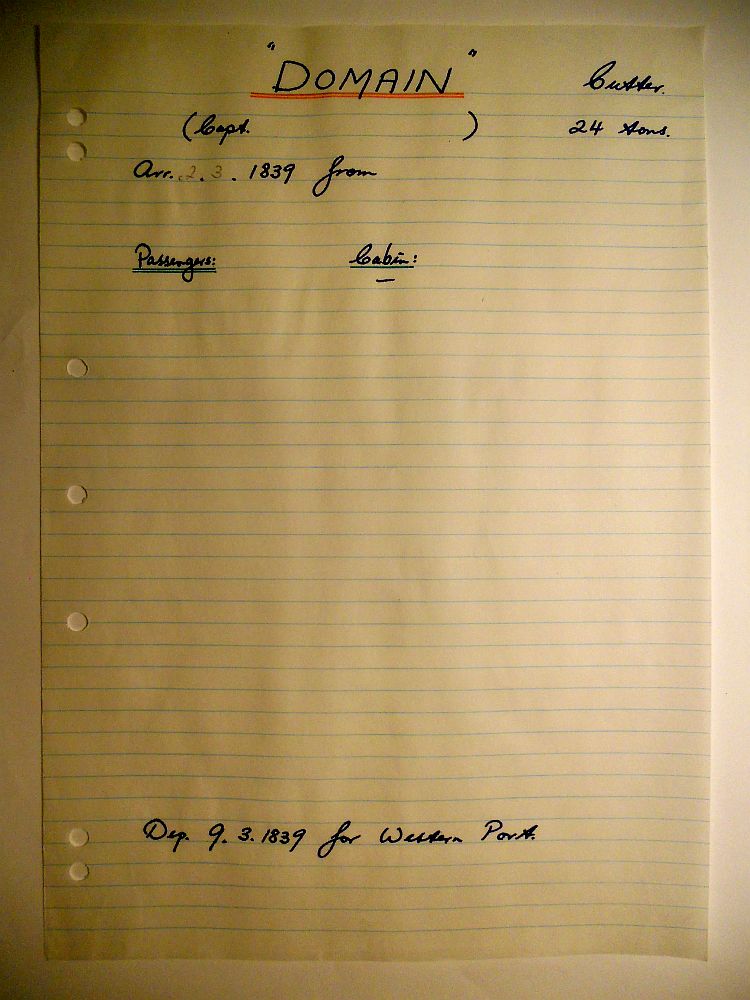 "DOMAIN" Cutter.
(Capt. ) 24 tons.
Arr. 2.3. 1839 from
Passengers: Cabin:
—
Dep. 9. 3. 1839 for Western Port.